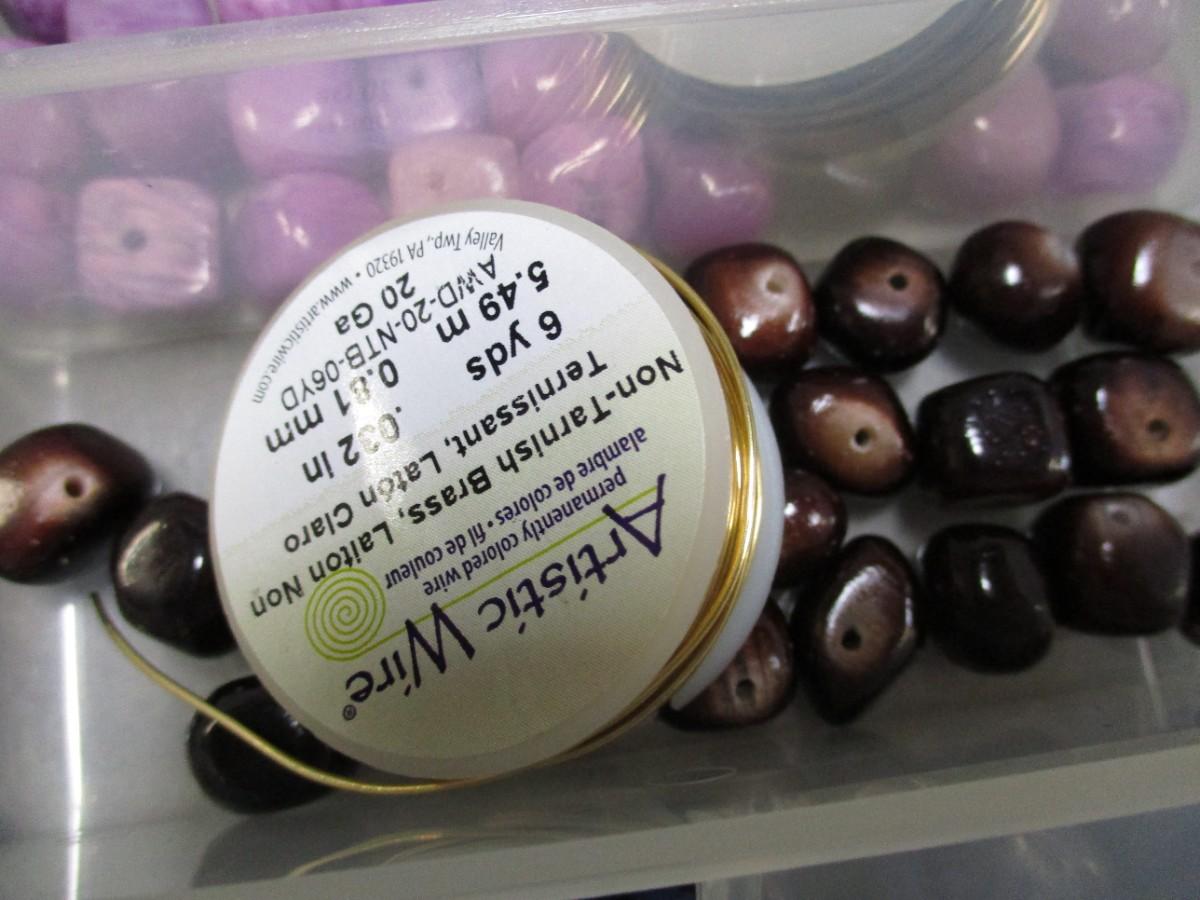 Artistic Wire®
permanently colored wire
alambre de colores • fil de couleur
Non-Tarnish Brass, Laiton Non
Ternissant, Latón Claro
6 yds .032 in
5.49 m 0.81 mm
AWD-20-NTB-06YD
20 Ga
Valley Twp., PA 19320 • www.artisticwire.com